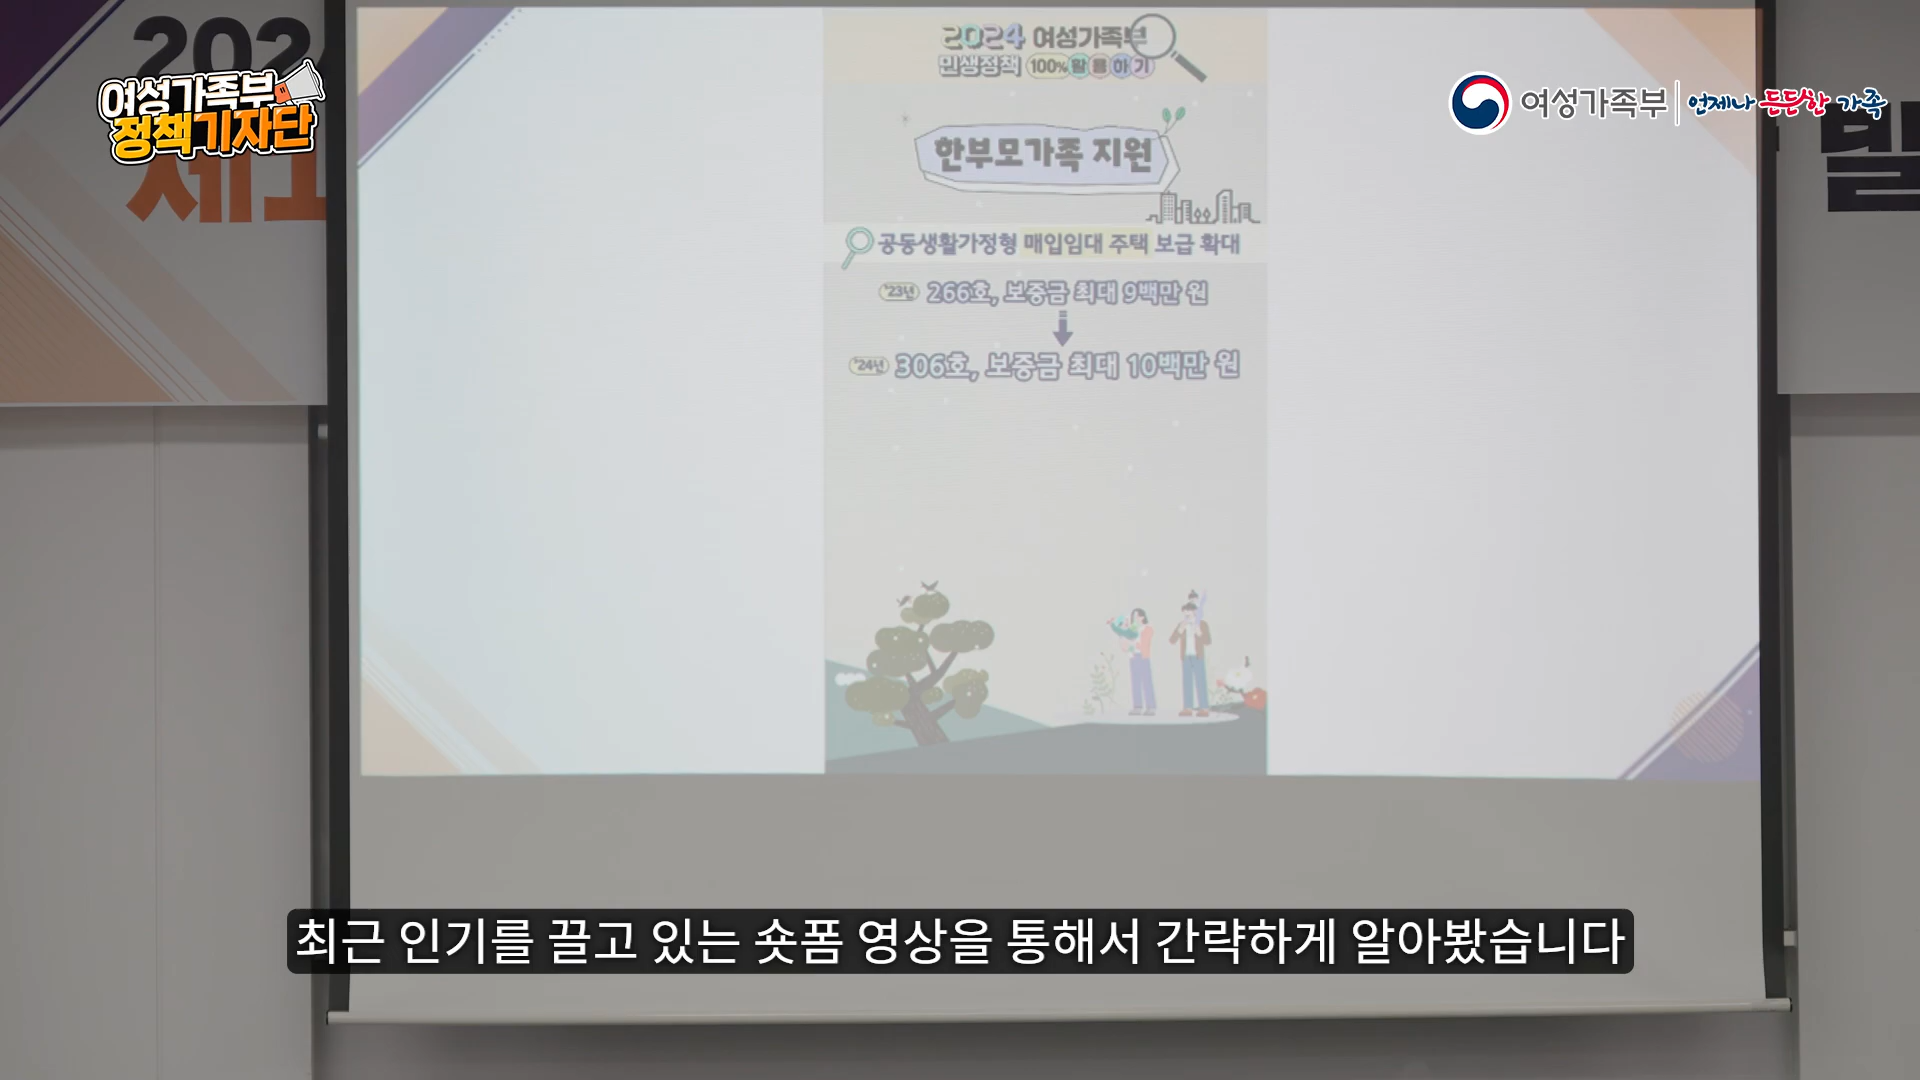 202
세
발
여성가족부
정책기자단
여성가족부 언제나 든든한 가족
2024 여성가족부
민생정책 100% 활용하기
한부모가족 지원
공동생활가정형 매입임대 주택 보급 확대
'23년 266호, 보증금 최대 9백만 원
'24년 306호, 보증금 최대 10백만 원
최근 인기를 끌고 있는 숏폼 영상을 통해서 간략하게 알아봤습니다